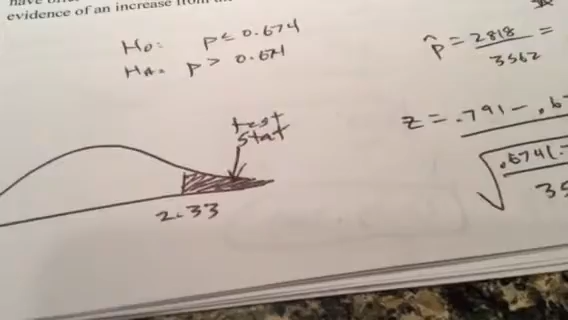 evidence of an increase from
H₀: P ≤ 0.674
Hₐ: P > 0.674
p̂ = 2818 / 3562 =
z = .791 - .67
√ .674(.
35
test
stat
2.33